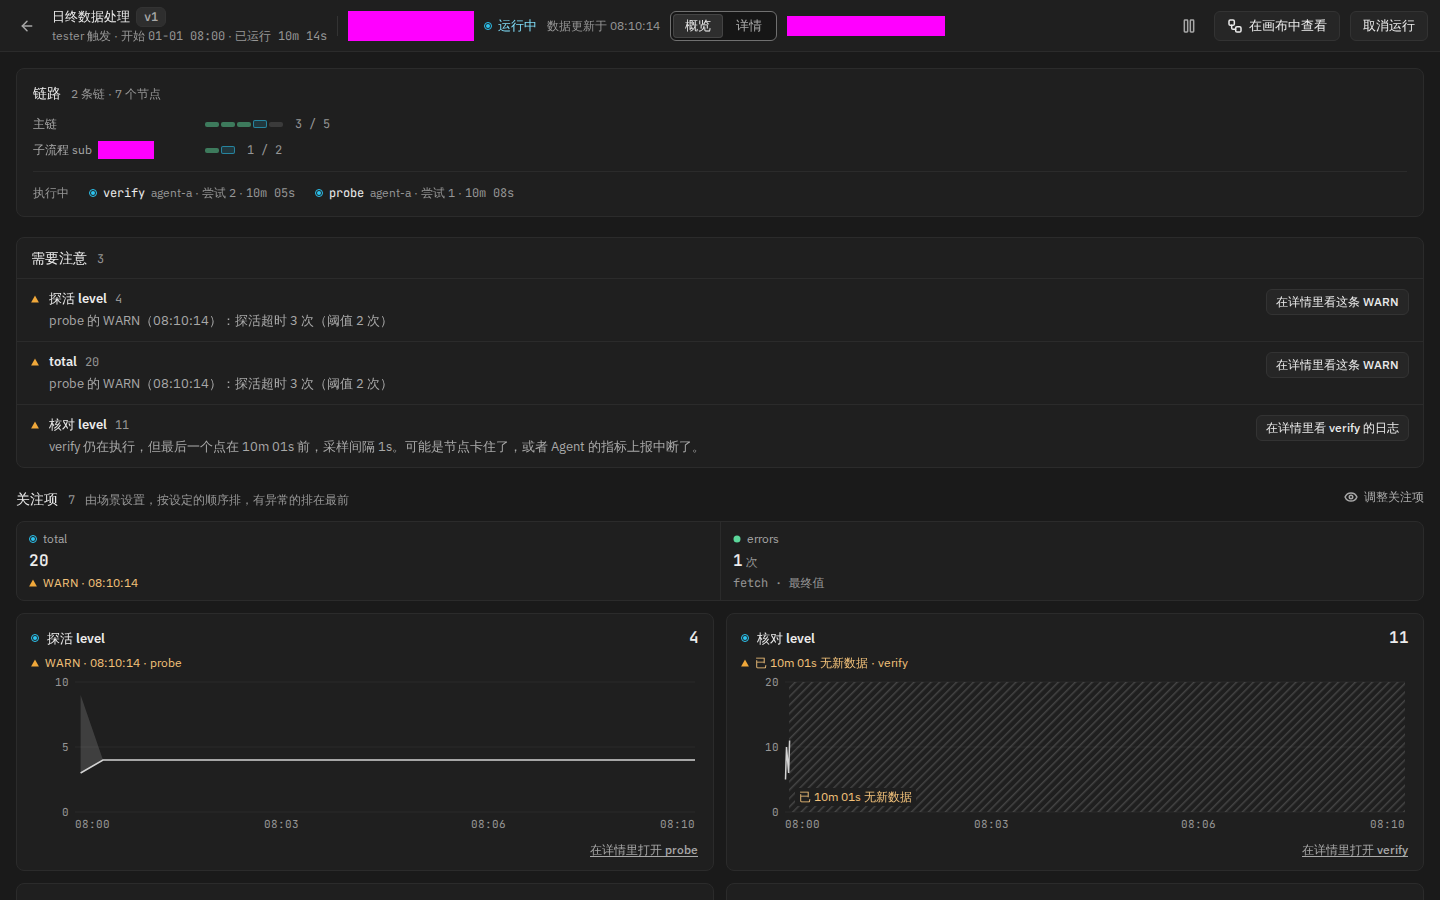 日终数据处理 v1
tester 触发 · 开始 01-01 08:00 · 已运行 10m 14s
运行中 数据更新于 08:10:14 概览 详情
在画布中查看 取消运行
链路 2 条链 · 7 个节点
主链 3 / 5
子流程 sub 1 / 2
执行中 verify agent-a · 尝试 2 · 10m 05s probe agent-a · 尝试 1 · 10m 08s
需要注意 3
探活 level 4
probe 的 WARN（08:10:14）：探活超时 3 次（阈值 2 次）
在详情里看这条 WARN
total 20
probe 的 WARN（08:10:14）：探活超时 3 次（阈值 2 次）
在详情里看这条 WARN
核对 level 11
verify 仍在执行，但最后一个点在 10m 01s 前，采样间隔 1s。可能是节点卡住了，或者 Agent 的指标上报中断了。
在详情里看 verify 的日志
关注项 7 由场景设置，按设定的顺序排，有异常的排在最前
调整关注项
total
20
WARN · 08:10:14
errors
1 次
fetch · 最终值
探活 level 4
WARN · 08:10:14 · probe
10
5
0
08:00 08:03 08:06 08:10
在详情里打开 probe
核对 level 11
已 10m 01s 无新数据 · verify
20
10
已 10m 01s 无新数据
0
08:00 08:03 08:06 08:10
在详情里打开 verify